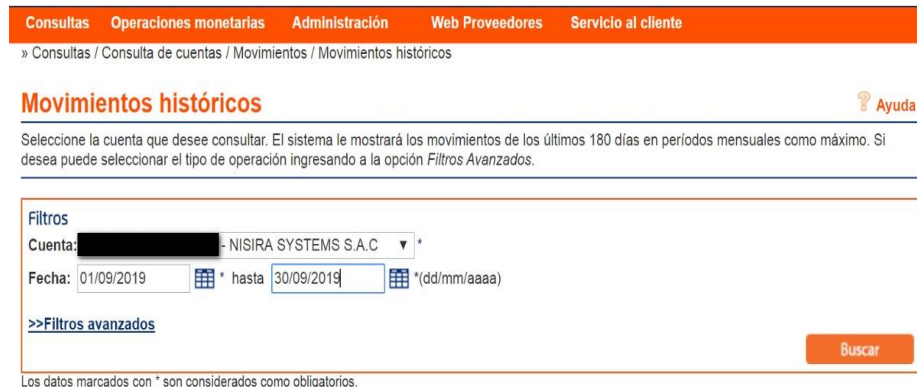 Consultas Operaciones monetarias Administración Web Proveedores Servicio al cliente
» Consultas / Consulta de cuentas / Movimientos / Movimientos históricos
Movimientos históricos
? Ayuda
Seleccione la cuenta que desee consultar. El sistema le mostrará los movimientos de los últimos 180 días en períodos mensuales como máximo. Si
desea puede seleccionar el tipo de operación ingresando a la opción Filtros Avanzados.
Filtros
Cuenta: - NISIRA SYSTEMS S.A.C ▼ *
Fecha: 01/09/2019 * hasta 30/09/2019 *(dd/mm/aaaa)
>>Filtros avanzados
Buscar
Los datos marcados con * son considerados como obligatorios.